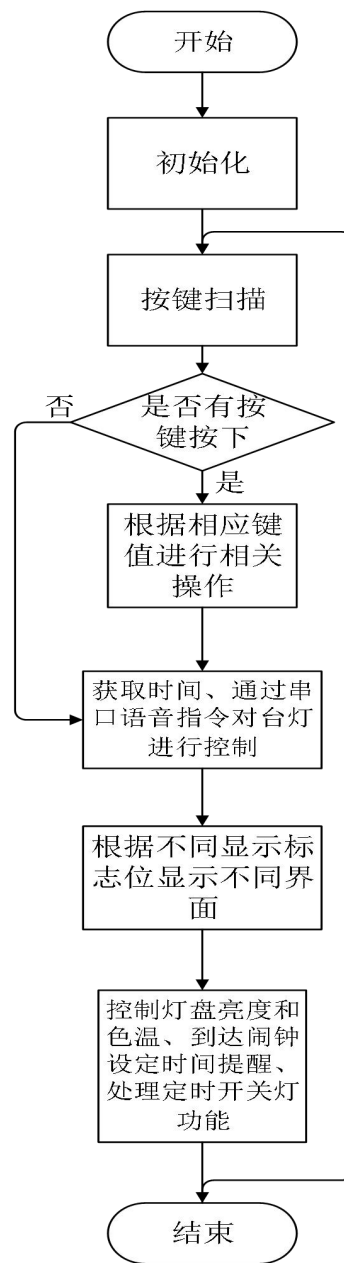 开始
初始化
按键扫描
否
是否有按
键按下
是
根据相应键
值进行相关
操作
获取时间、通过串
口语音指令对台灯
进行控制
根据不同显示标
志位显示不同界
面
控制灯盘亮度和
色温、到达闹钟
设定时间提醒、
处理定时开关灯
功能
结束